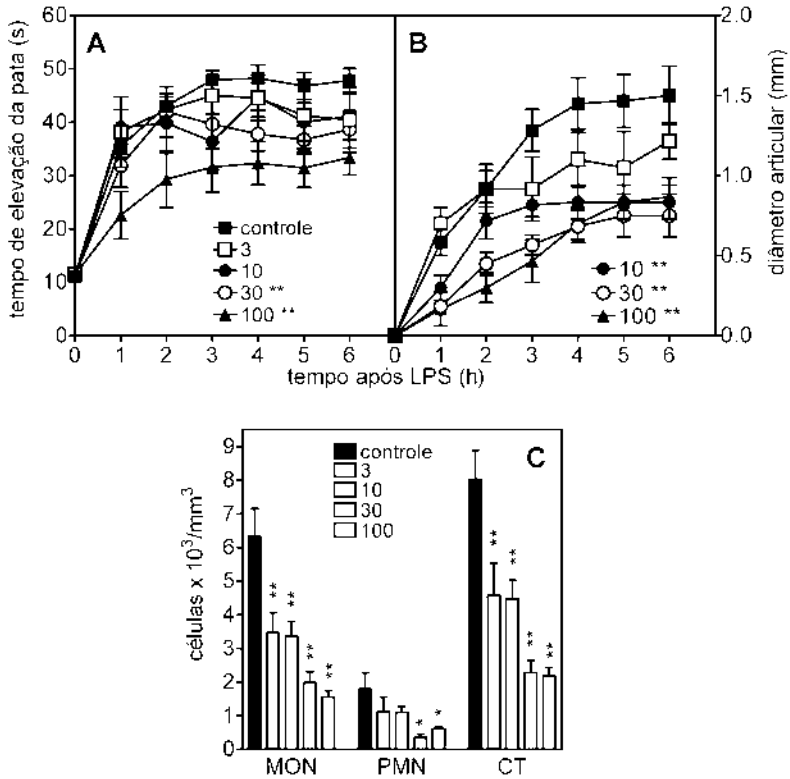 60
50
40
30
20
10
0
tempo de elevação da pata (s)
A
controle
3
10
30 **
100 **
0 1 2 3 4 5 6
B
10 **
30 **
100 **
0 1 2 3 4 5 6
2.0
1.5
1.0
0.5
0.0
diâmetro articular (mm)
tempo após LPS (h)
9
8
7
6
5
4
3
2
1
0
células x 10³/mm³
controle
3
10
30
100
C
** ** ** **
* *
** ** ** **
MON PMN CT